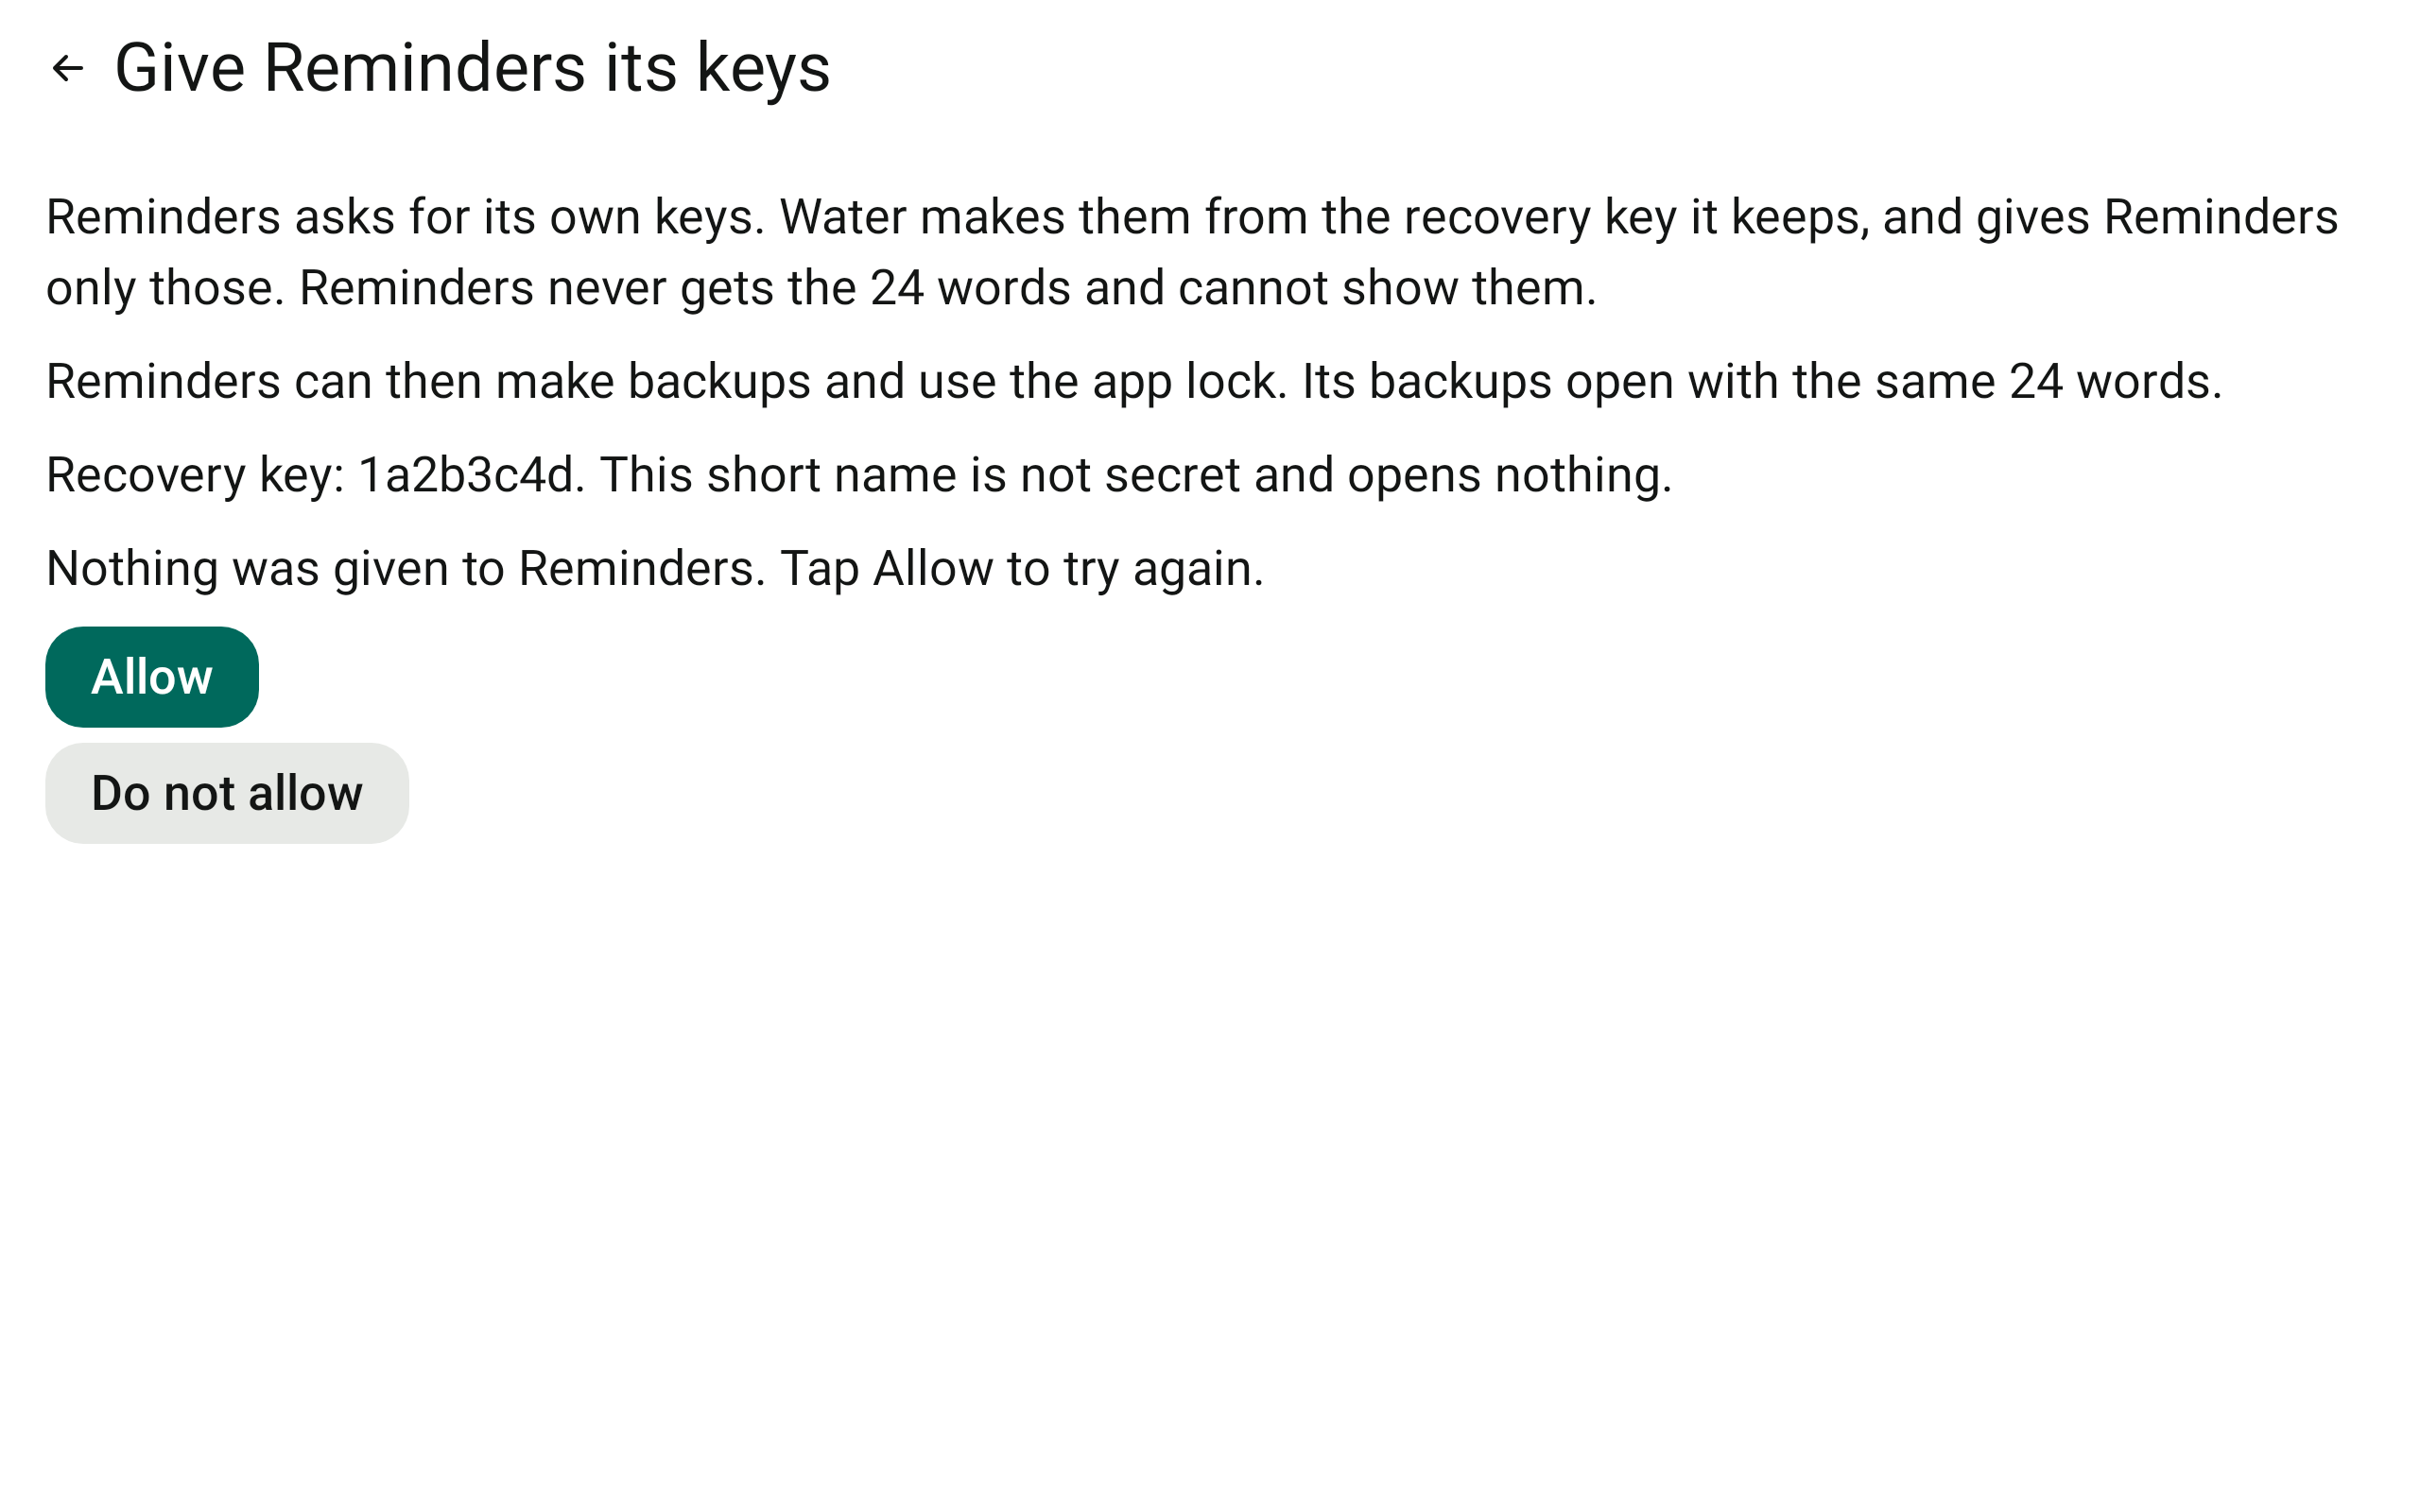 Give Reminders its keys
Reminders asks for its own keys. Water makes them from the recovery key it keeps, and gives Reminders
only those. Reminders never gets the 24 words and cannot show them.
Reminders can then make backups and use the app lock. Its backups open with the same 24 words.
Recovery key: 1a2b3c4d. This short name is not secret and opens nothing.
Nothing was given to Reminders. Tap Allow to try again.
Allow
Do not allow